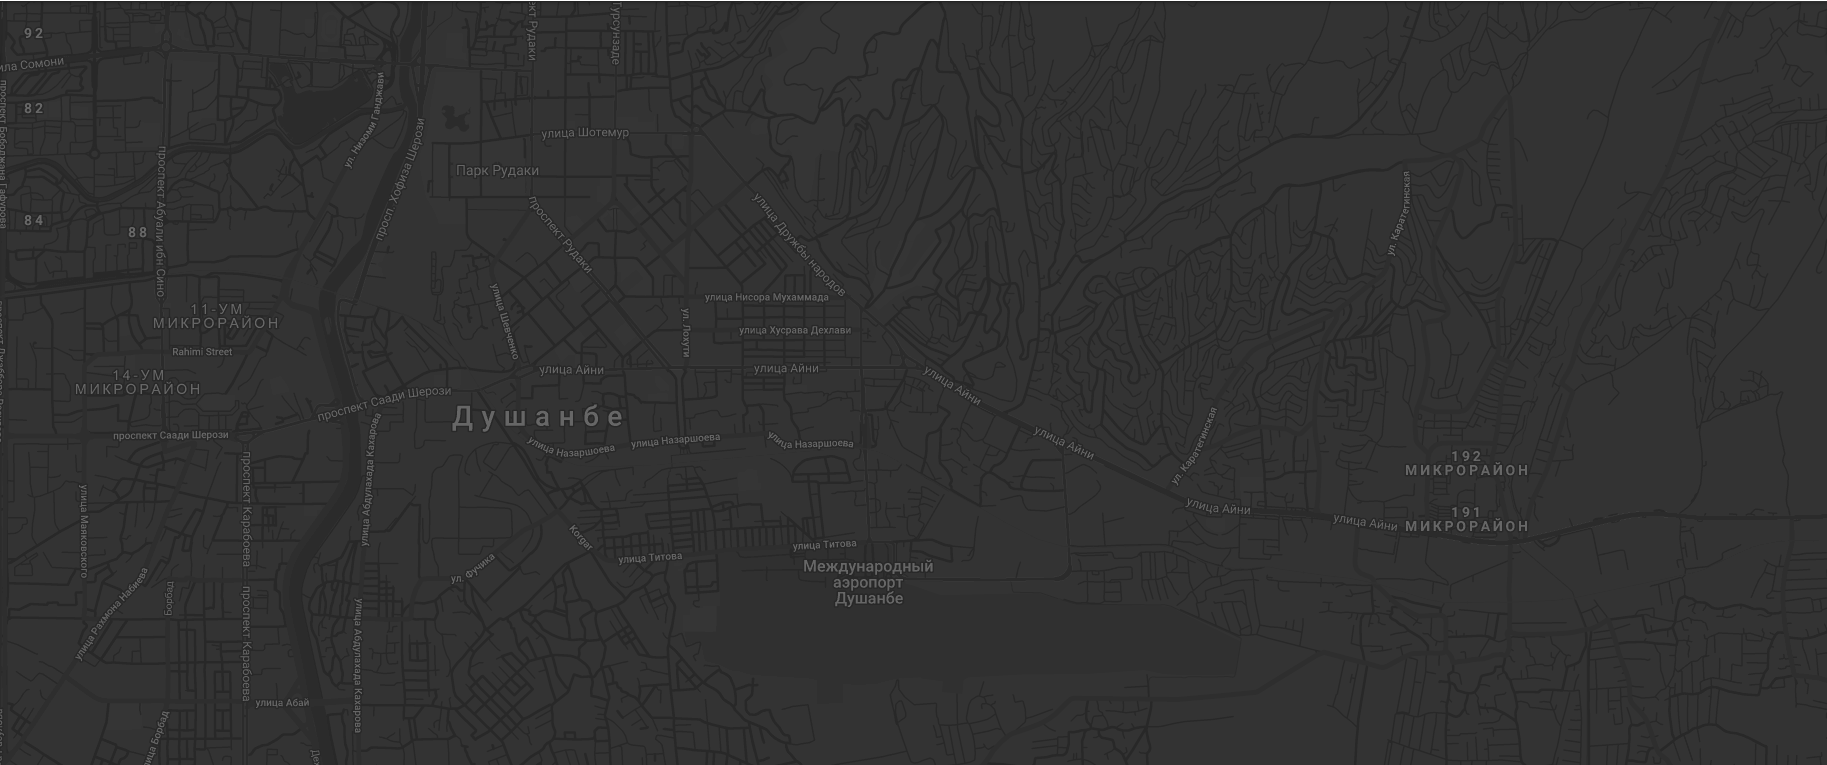 92
ила Сомони
82
84
88
проспект Бободжана Гафурова
проспект Абуали ибн Сино
ул. Низоми Ганджави
просп. Хофиза Шерози
Турсунзаде
ект Рудаки
улица Шотемур
Парк Рудаки
проспект Рудаки
улица Дружбы народов
ул. Каратегинская
11-УМ
МИКРОРАЙОН
Rahimi Street
14-УМ
МИКРОРАЙОН
улица Шевченко
ул. Лохути
улица Нисора Мухаммада
улица Хусрава Дехлави
улица Айни
улица Айни
улица Айни
проспект Саади Шерози
Душанбе
проспект Саади Шерози
улица Назаршоева
улица Назаршоева
улица Назаршоева
улица Айни
ул. Каратегинская
192
МИКРОРАЙОН
улица Айни
улица Айни
191
МИКРОРАЙОН
улица Маяковского
проспект Карабоева
улица Абдулахада Кахарова
Korgar
улица Титова
улица Титова
ул. Фучика
Международный
аэропорт
Душанбе
улица Рахмона Набиева
Борбад
проспект Карабоева
улица Абдулахада Кахарова
улица Абай
ица Борбад